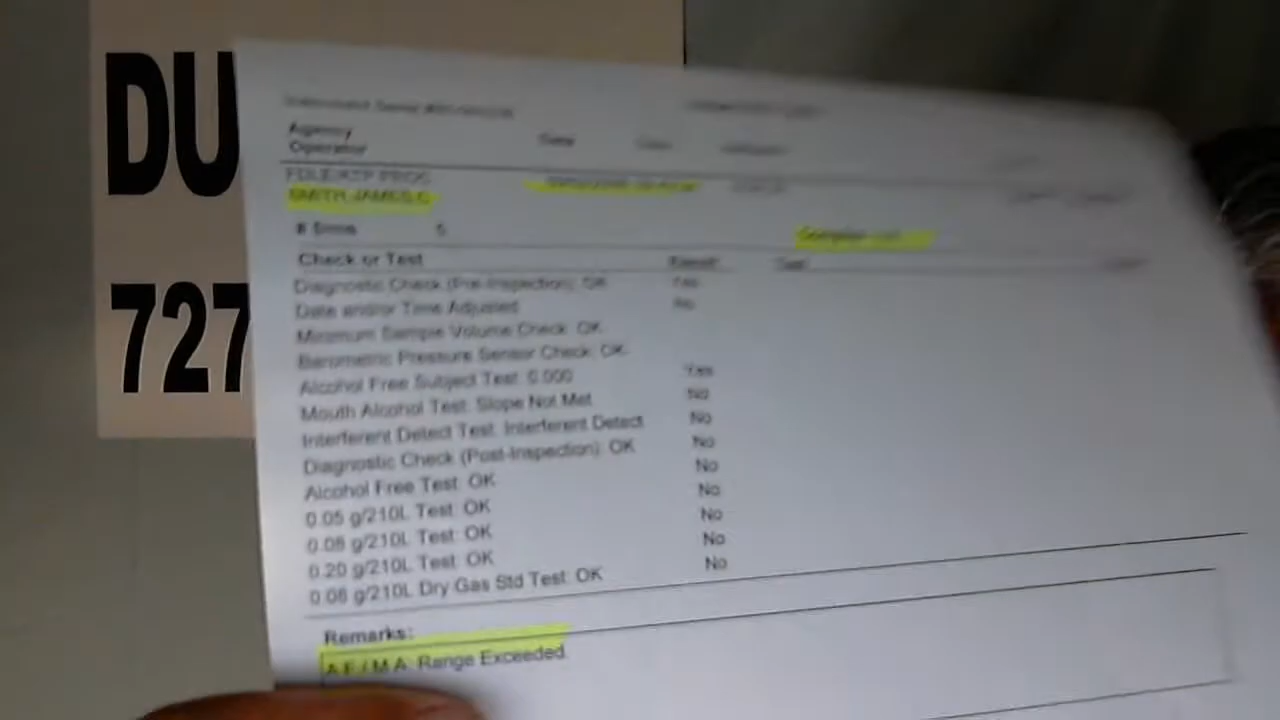 DU
727
Agency
Operator
Date
FDLE/ATP PROG
SMITH, JAMES C
# Sims 5
Check or Test
Diagnostic Check (Pre-Inspection): OK Yes
Date and/or Time Adjusted No
Minimum Sample Volume Check: OK
Barometric Pressure Sensor Check: OK
Alcohol Free Subject Test: 0.000 Yes
Mouth Alcohol Test: Slope Not Met No
Interferent Detect Test: Interferent Detect No
Diagnostic Check (Post-Inspection): OK No
Alcohol Free Test: OK No
0.05 g/210L Test: OK No
0.08 g/210L Test: OK No
0.20 g/210L Test: OK No
0.08 g/210L Dry Gas Std Test: OK No
Remarks:
A.F./M.A. Range Exceeded.